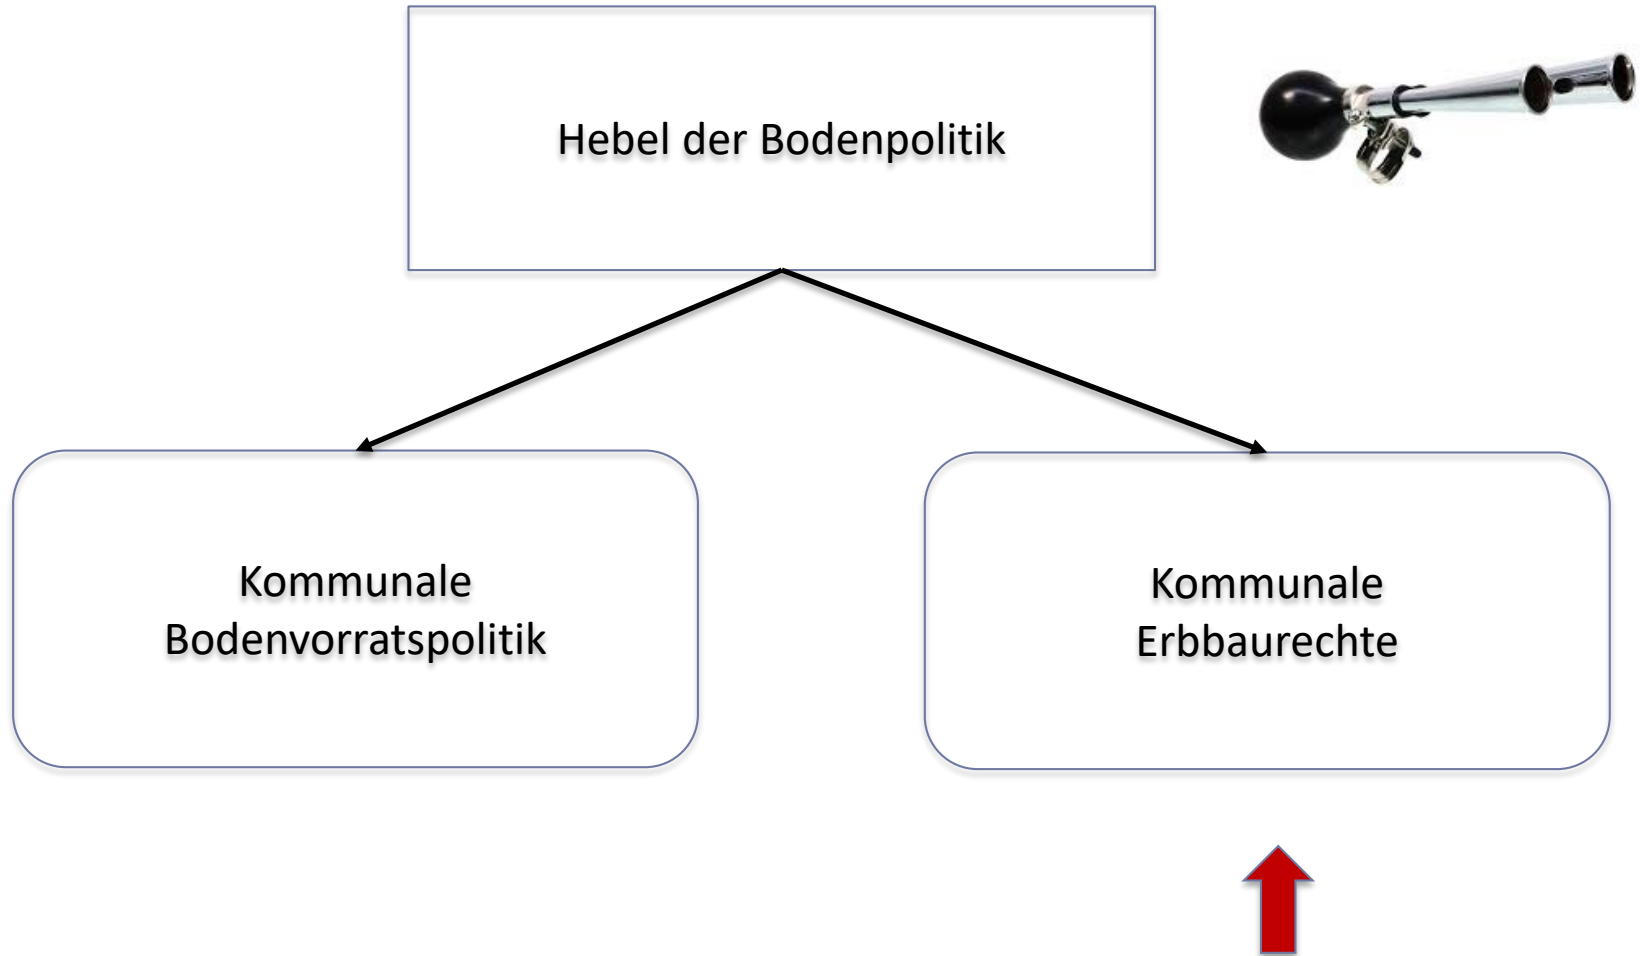 Hebel der Bodenpolitik
Kommunale
Bodenvorratspolitik
Kommunale
Erbbaurechte